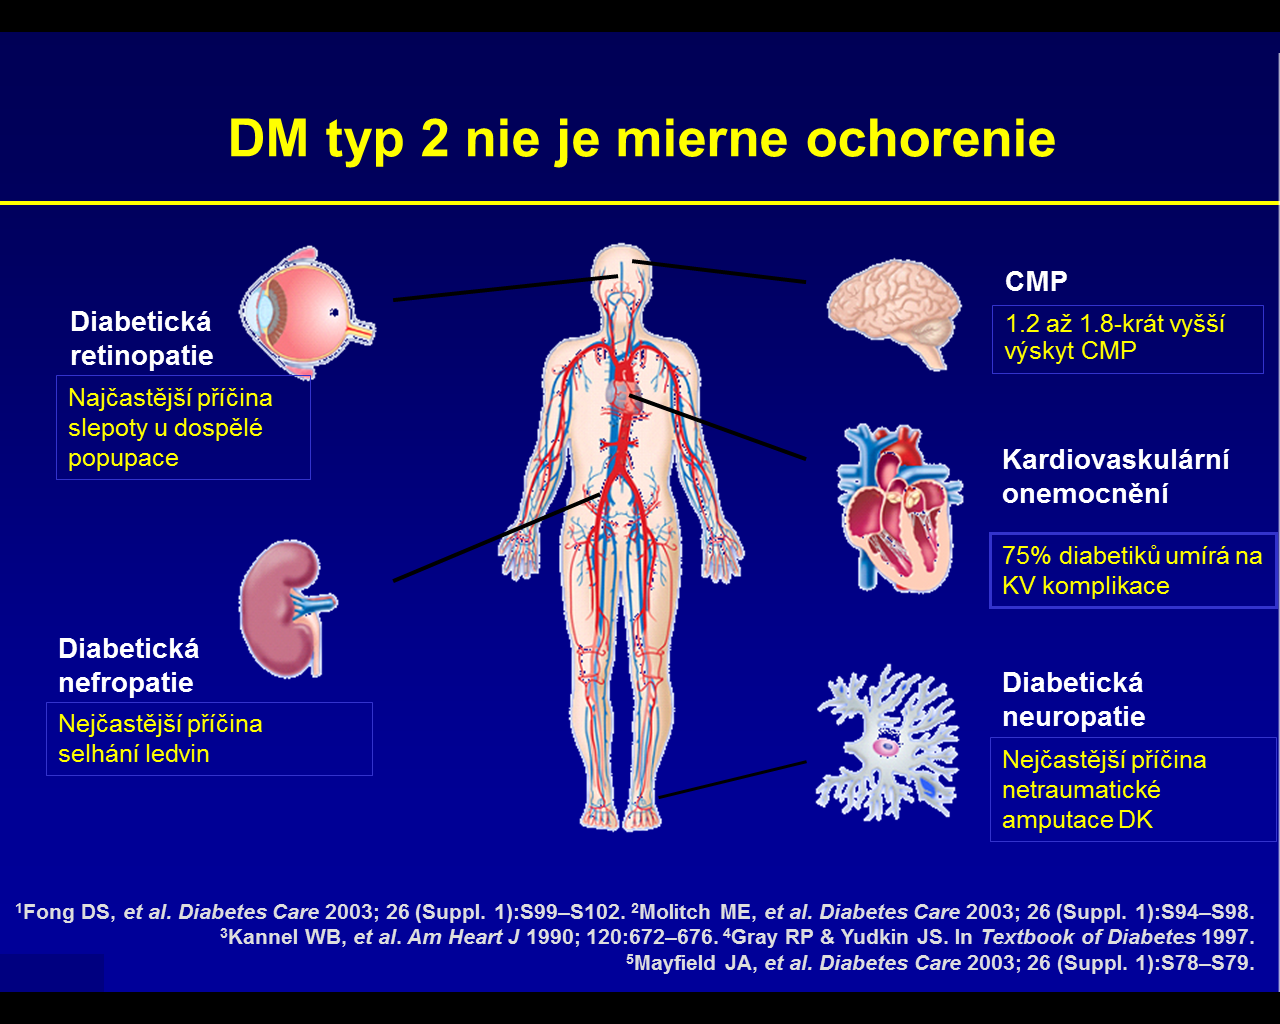 DM typ 2 nie je mierne ochorenie
Diabetická
retinopatie
Najčastější příčina
slepoty u dospělé
popupace
Diabetická
nefropatie
Nejčastější příčina
selhání ledvin
CMP
1.2 až 1.8-krát vyšší
výskyt CMP
Kardiovaskulární
onemocnění
75% diabetiků umírá na
KV komplikace
Diabetická
neuropatie
Nejčastější příčina
netraumatické
amputace DK
¹Fong DS, et al. Diabetes Care 2003; 26 (Suppl. 1):S99–S102. ²Molitch ME, et al. Diabetes Care 2003; 26 (Suppl. 1):S94–S98.
³Kannel WB, et al. Am Heart J 1990; 120:672–676. ⁴Gray RP & Yudkin JS. In Textbook of Diabetes 1997.
⁵Mayfield JA, et al. Diabetes Care 2003; 26 (Suppl. 1):S78–S79.